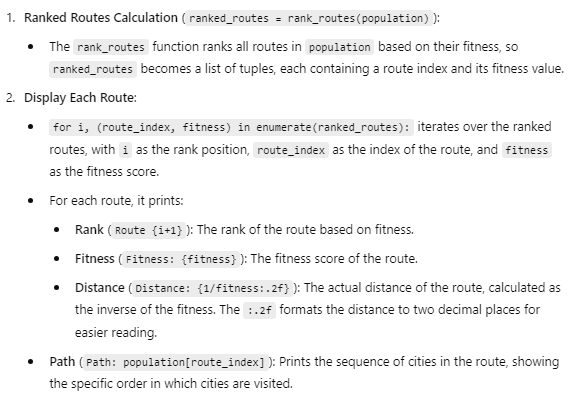 1. Ranked Routes Calculation ( ranked_routes = rank_routes(population) ):
• The rank_routes function ranks all routes in population based on their fitness, so
ranked_routes becomes a list of tuples, each containing a route index and its fitness value.
2. Display Each Route:
• for i, (route_index, fitness) in enumerate(ranked_routes): iterates over the ranked
routes, with i as the rank position, route_index as the index of the route, and fitness
as the fitness score.
• For each route, it prints:
• Rank ( Route {i+1} ): The rank of the route based on fitness.
• Fitness ( Fitness: {fitness} ): The fitness score of the route.
• Distance ( Distance: {1/fitness:.2f} ): The actual distance of the route, calculated as
the inverse of the fitness. The :.2f formats the distance to two decimal places for
easier reading.
• Path ( Path: population[route_index] ): Prints the sequence of cities in the route, showing
the specific order in which cities are visited.